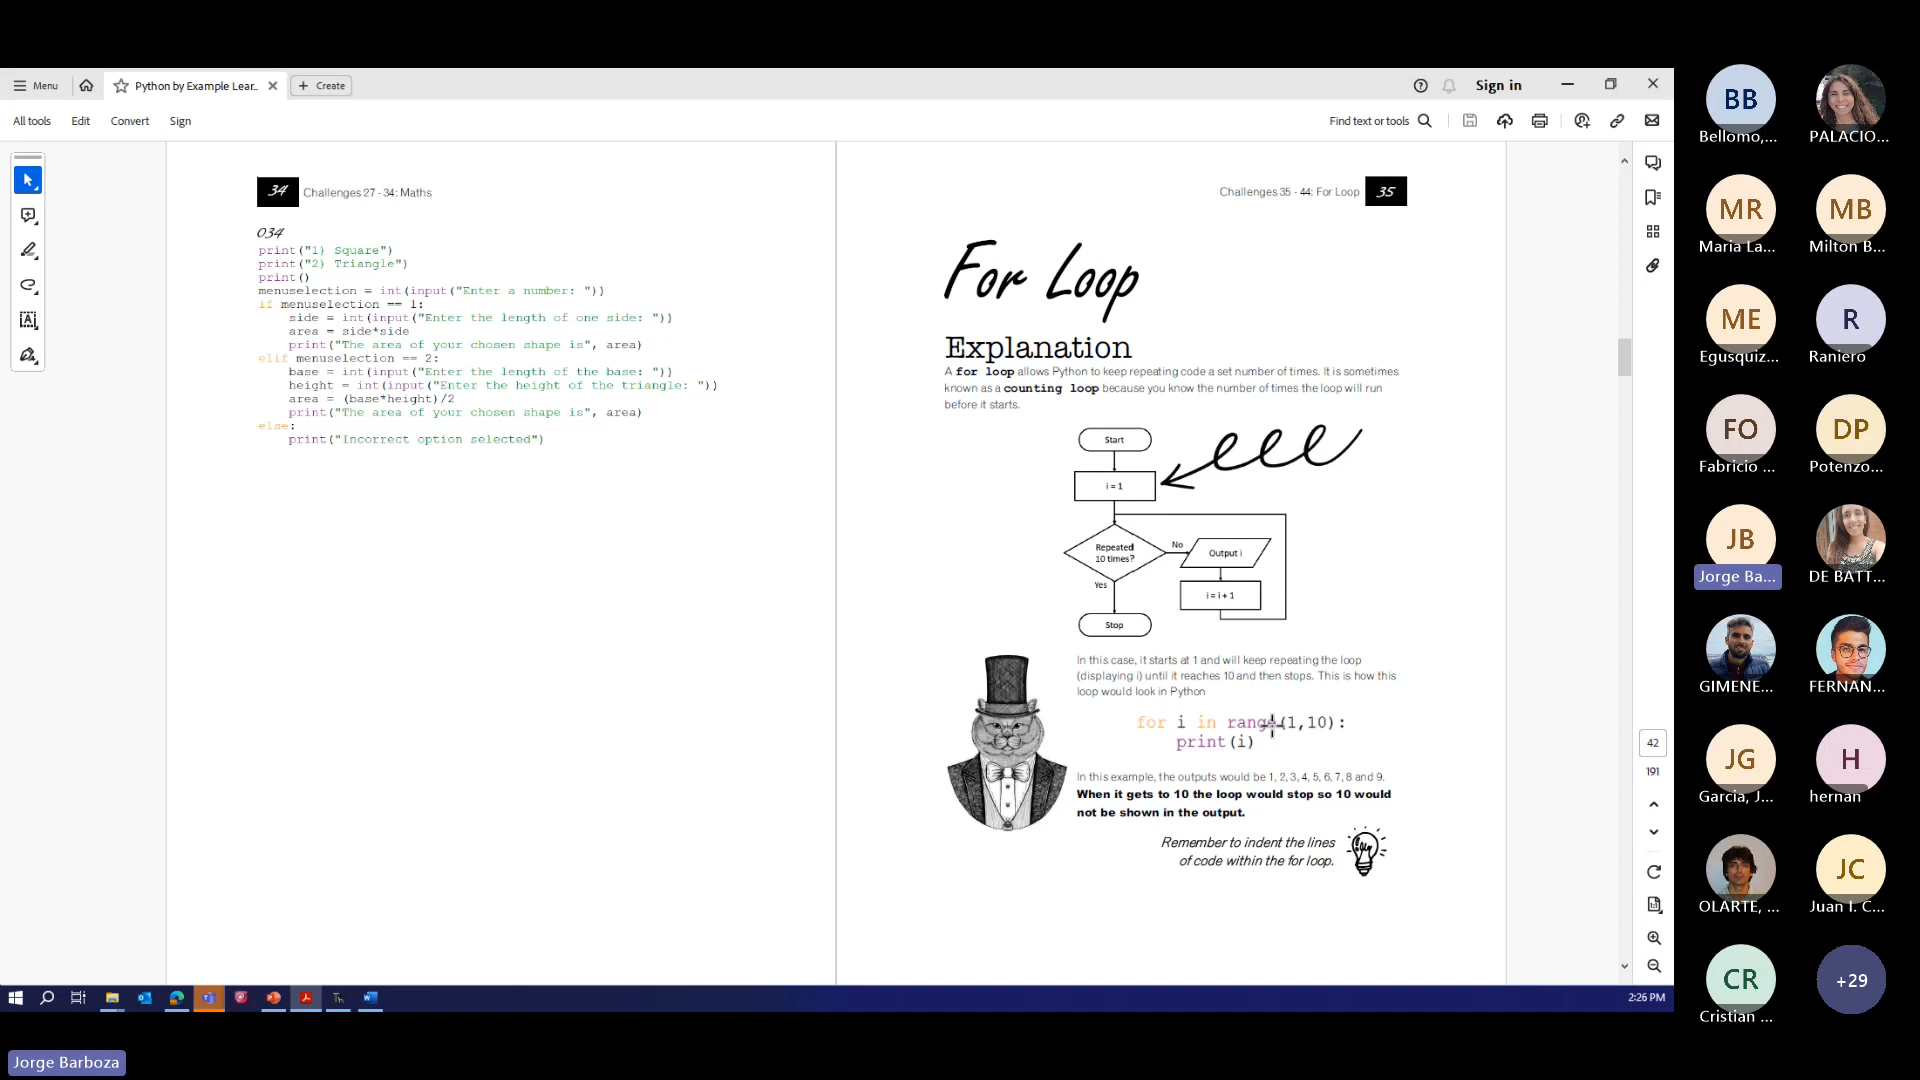 Menu
Python by Example Lear...
Create
Sign in
All tools
Edit
Convert
Sign
Find text or tools
34
Challenges 27 - 34: Maths
034
print("1) Square")
print("2) Triangle")
print()
menuselection = int(input("Enter a number: "))
if menuselection == 1:
side = int(input("Enter the length of one side: "))
area = side*side
print("The area of your chosen shape is", area)
elif menuselection == 2:
base = int(input("Enter the length of the base: "))
height = int(input("Enter the height of the triangle: "))
area = (base*height)/2
print("The area of your chosen shape is", area)
else:
print("Incorrect option selected")
Challenges 35 - 44: For Loop
35
For Loop
Explanation
A for loop allows Python to keep repeating code a set number of times. It is sometimes
known as a counting loop because you know the number of times the loop will run
before it starts.
Start
i = 1
Repeated
10 times?
No
Output i
Yes
i = i + 1
Stop
In this case, it starts at 1 and will keep repeating the loop
(displaying i) until it reaches 10 and then stops. This is how this
loop would look in Python
for i in range(1,10):
print(i)
In this example, the outputs would be 1, 2, 3, 4, 5, 6, 7, 8 and 9.
When it gets to 10 the loop would stop so 10 would
not be shown in the output.
Remember to indent the lines
of code within the for loop.
42
191
2:26 PM
Jorge Barboza
BB
Bellomo,...
PALACIO...
MR
Maria La...
MB
Milton B...
ME
Egusquiz...
R
Raniero
FO
Fabricio ...
DP
Potenzo...
JB
Jorge Ba...
DE BATT...
GIMENE...
FERNAN...
JG
Garcia, J...
H
hernan
OLARTE, ...
JC
Juan I. C...
CR
Cristian ...
+29